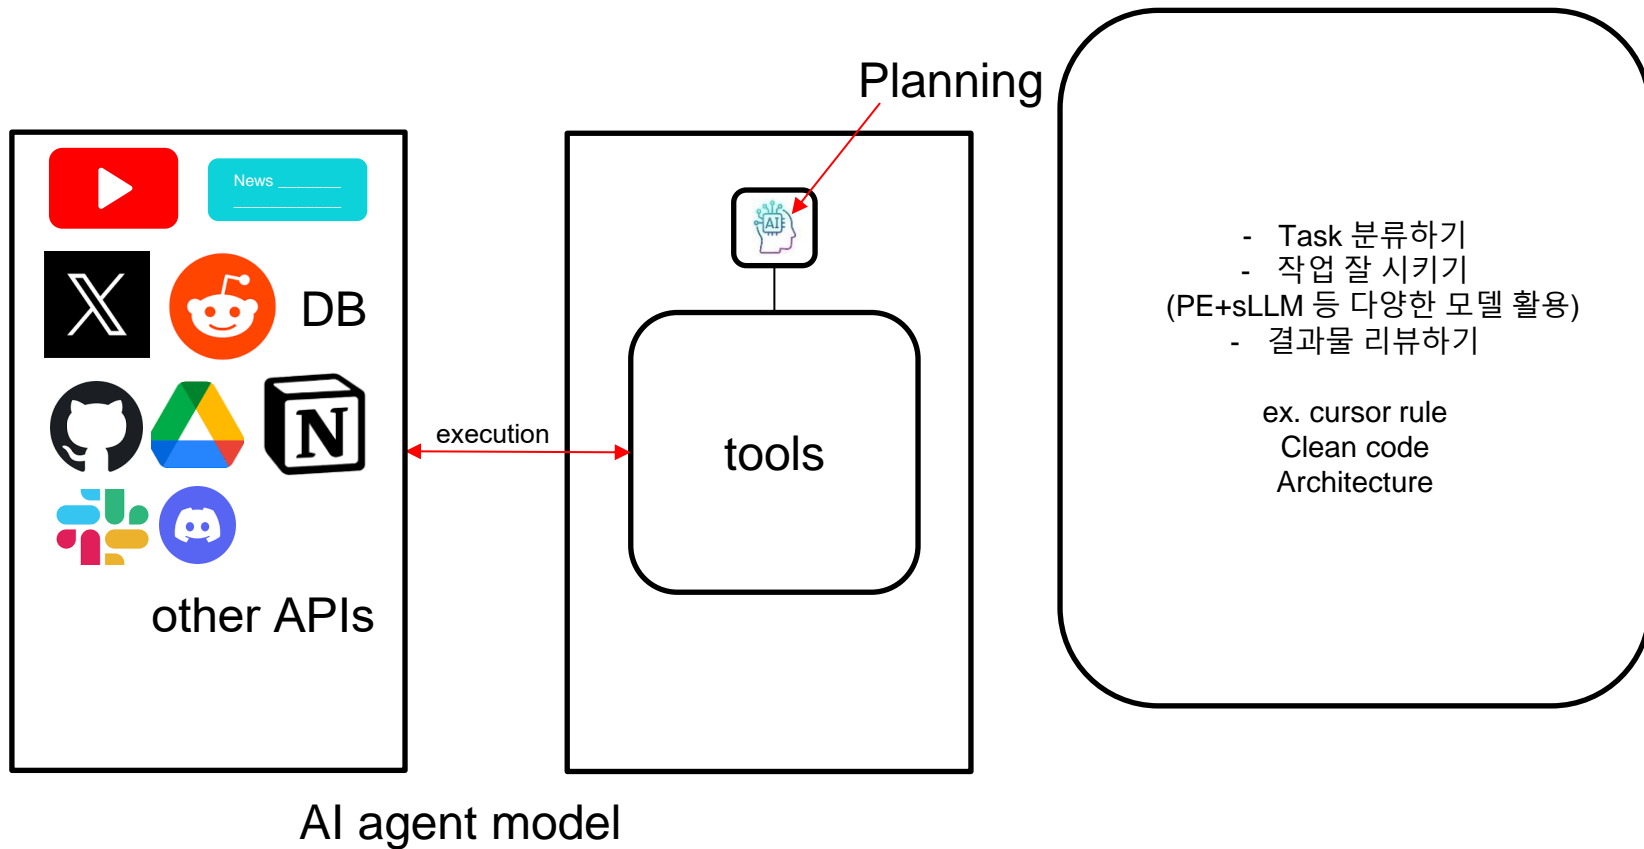 Planning
News ________
_____________
DB
AI
N
execution
tools
other APIs
AI agent model
- Task 분류하기
- 작업 잘 시키기
(PE+sLLM 등 다양한 모델 활용)
- 결과물 리뷰하기
ex. cursor rule
Clean code
Architecture